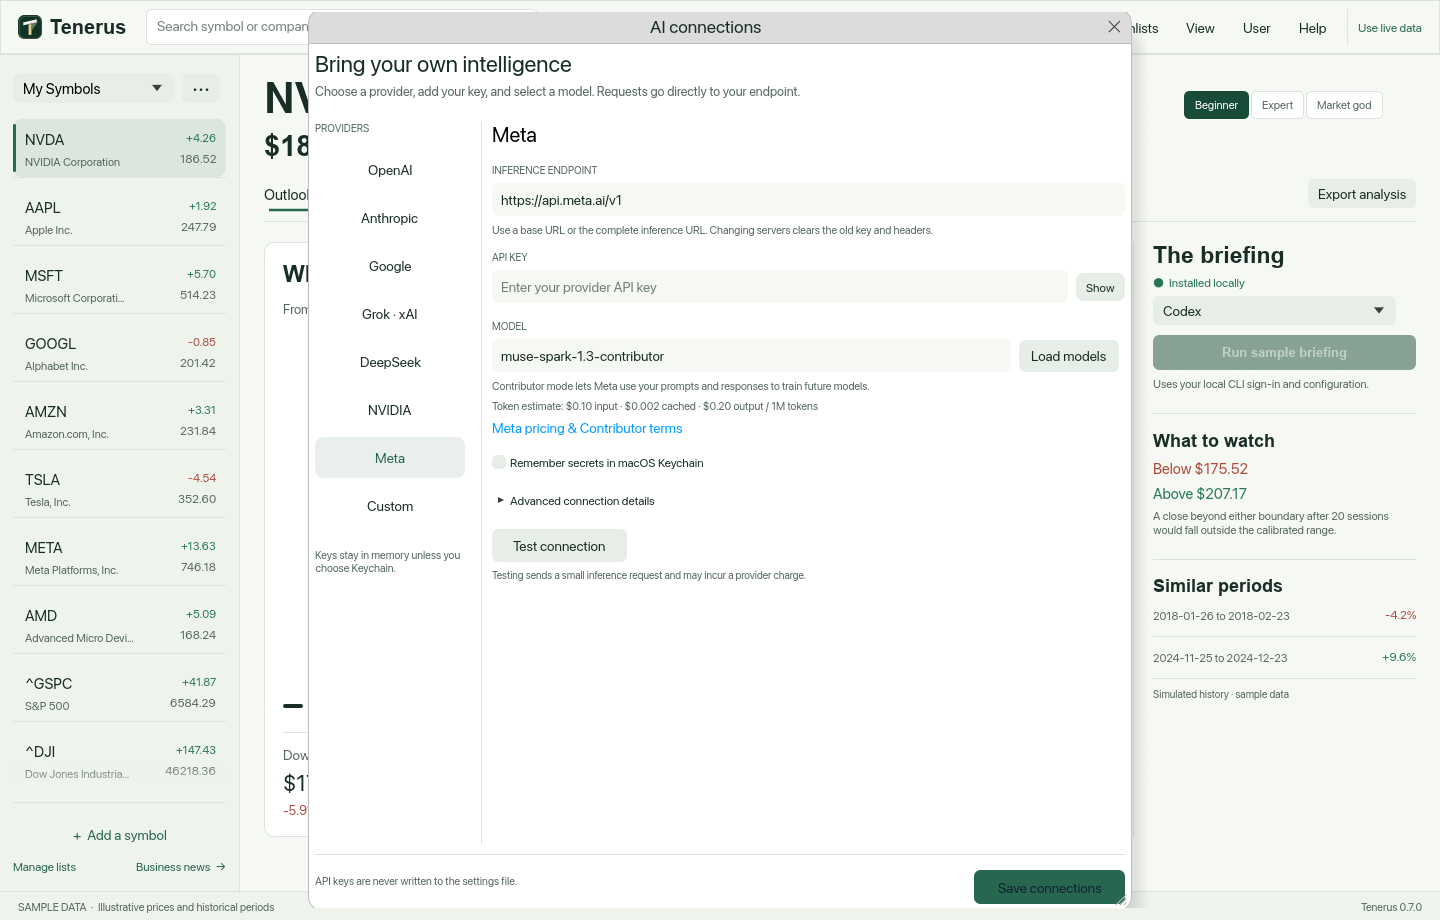 Tenerus
Search symbol or compan
AI connections
hlists
View
User
Help
Use live data
My Symbols
NVDA
+4.26
NVIDIA Corporation
186.52
AAPL
+1.92
Apple Inc.
247.79
MSFT
+5.70
Microsoft Corporati...
514.23
GOOGL
-0.85
Alphabet Inc.
201.42
AMZN
+3.31
Amazon.com, Inc.
231.84
TSLA
-4.54
Tesla, Inc.
352.60
META
+13.63
Meta Platforms, Inc.
746.18
AMD
+5.09
Advanced Micro Devi...
168.24
^GSPC
+41.87
S&P 500
6584.29
^DJI
+147.43
Dow Jones Industria...
46218.36
+ Add a symbol
Manage lists
Business news →
NV
$18
Outlool
Wl
Fron
Dow
$17
-5.9
Bring your own intelligence
Choose a provider, add your key, and select a model. Requests go directly to your endpoint.
PROVIDERS
OpenAI
Anthropic
Google
Grok · xAI
DeepSeek
NVIDIA
Meta
Custom
Keys stay in memory unless you
choose Keychain.
Meta
INFERENCE ENDPOINT
https://api.meta.ai/v1
Use a base URL or the complete inference URL. Changing servers clears the old key and headers.
API KEY
Enter your provider API key
Show
MODEL
muse-spark-1.3-contributor
Load models
Contributor mode lets Meta use your prompts and responses to train future models.
Token estimate: $0.10 input · $0.002 cached · $0.20 output / 1M tokens
Meta pricing & Contributor terms
Remember secrets in macOS Keychain
Advanced connection details
Test connection
Testing sends a small inference request and may incur a provider charge.
API keys are never written to the settings file.
Save connections
Beginner
Expert
Market god
Export analysis
The briefing
Installed locally
Codex
Run sample briefing
Uses your local CLI sign-in and configuration.
What to watch
Below $175.52
Above $207.17
A close beyond either boundary after 20 sessions
would fall outside the calibrated range.
Similar periods
2018-01-26 to 2018-02-23
-4.2%
2024-11-25 to 2024-12-23
+9.6%
Simulated history · sample data
SAMPLE DATA · Illustrative prices and historical periods
Tenerus 0.7.0